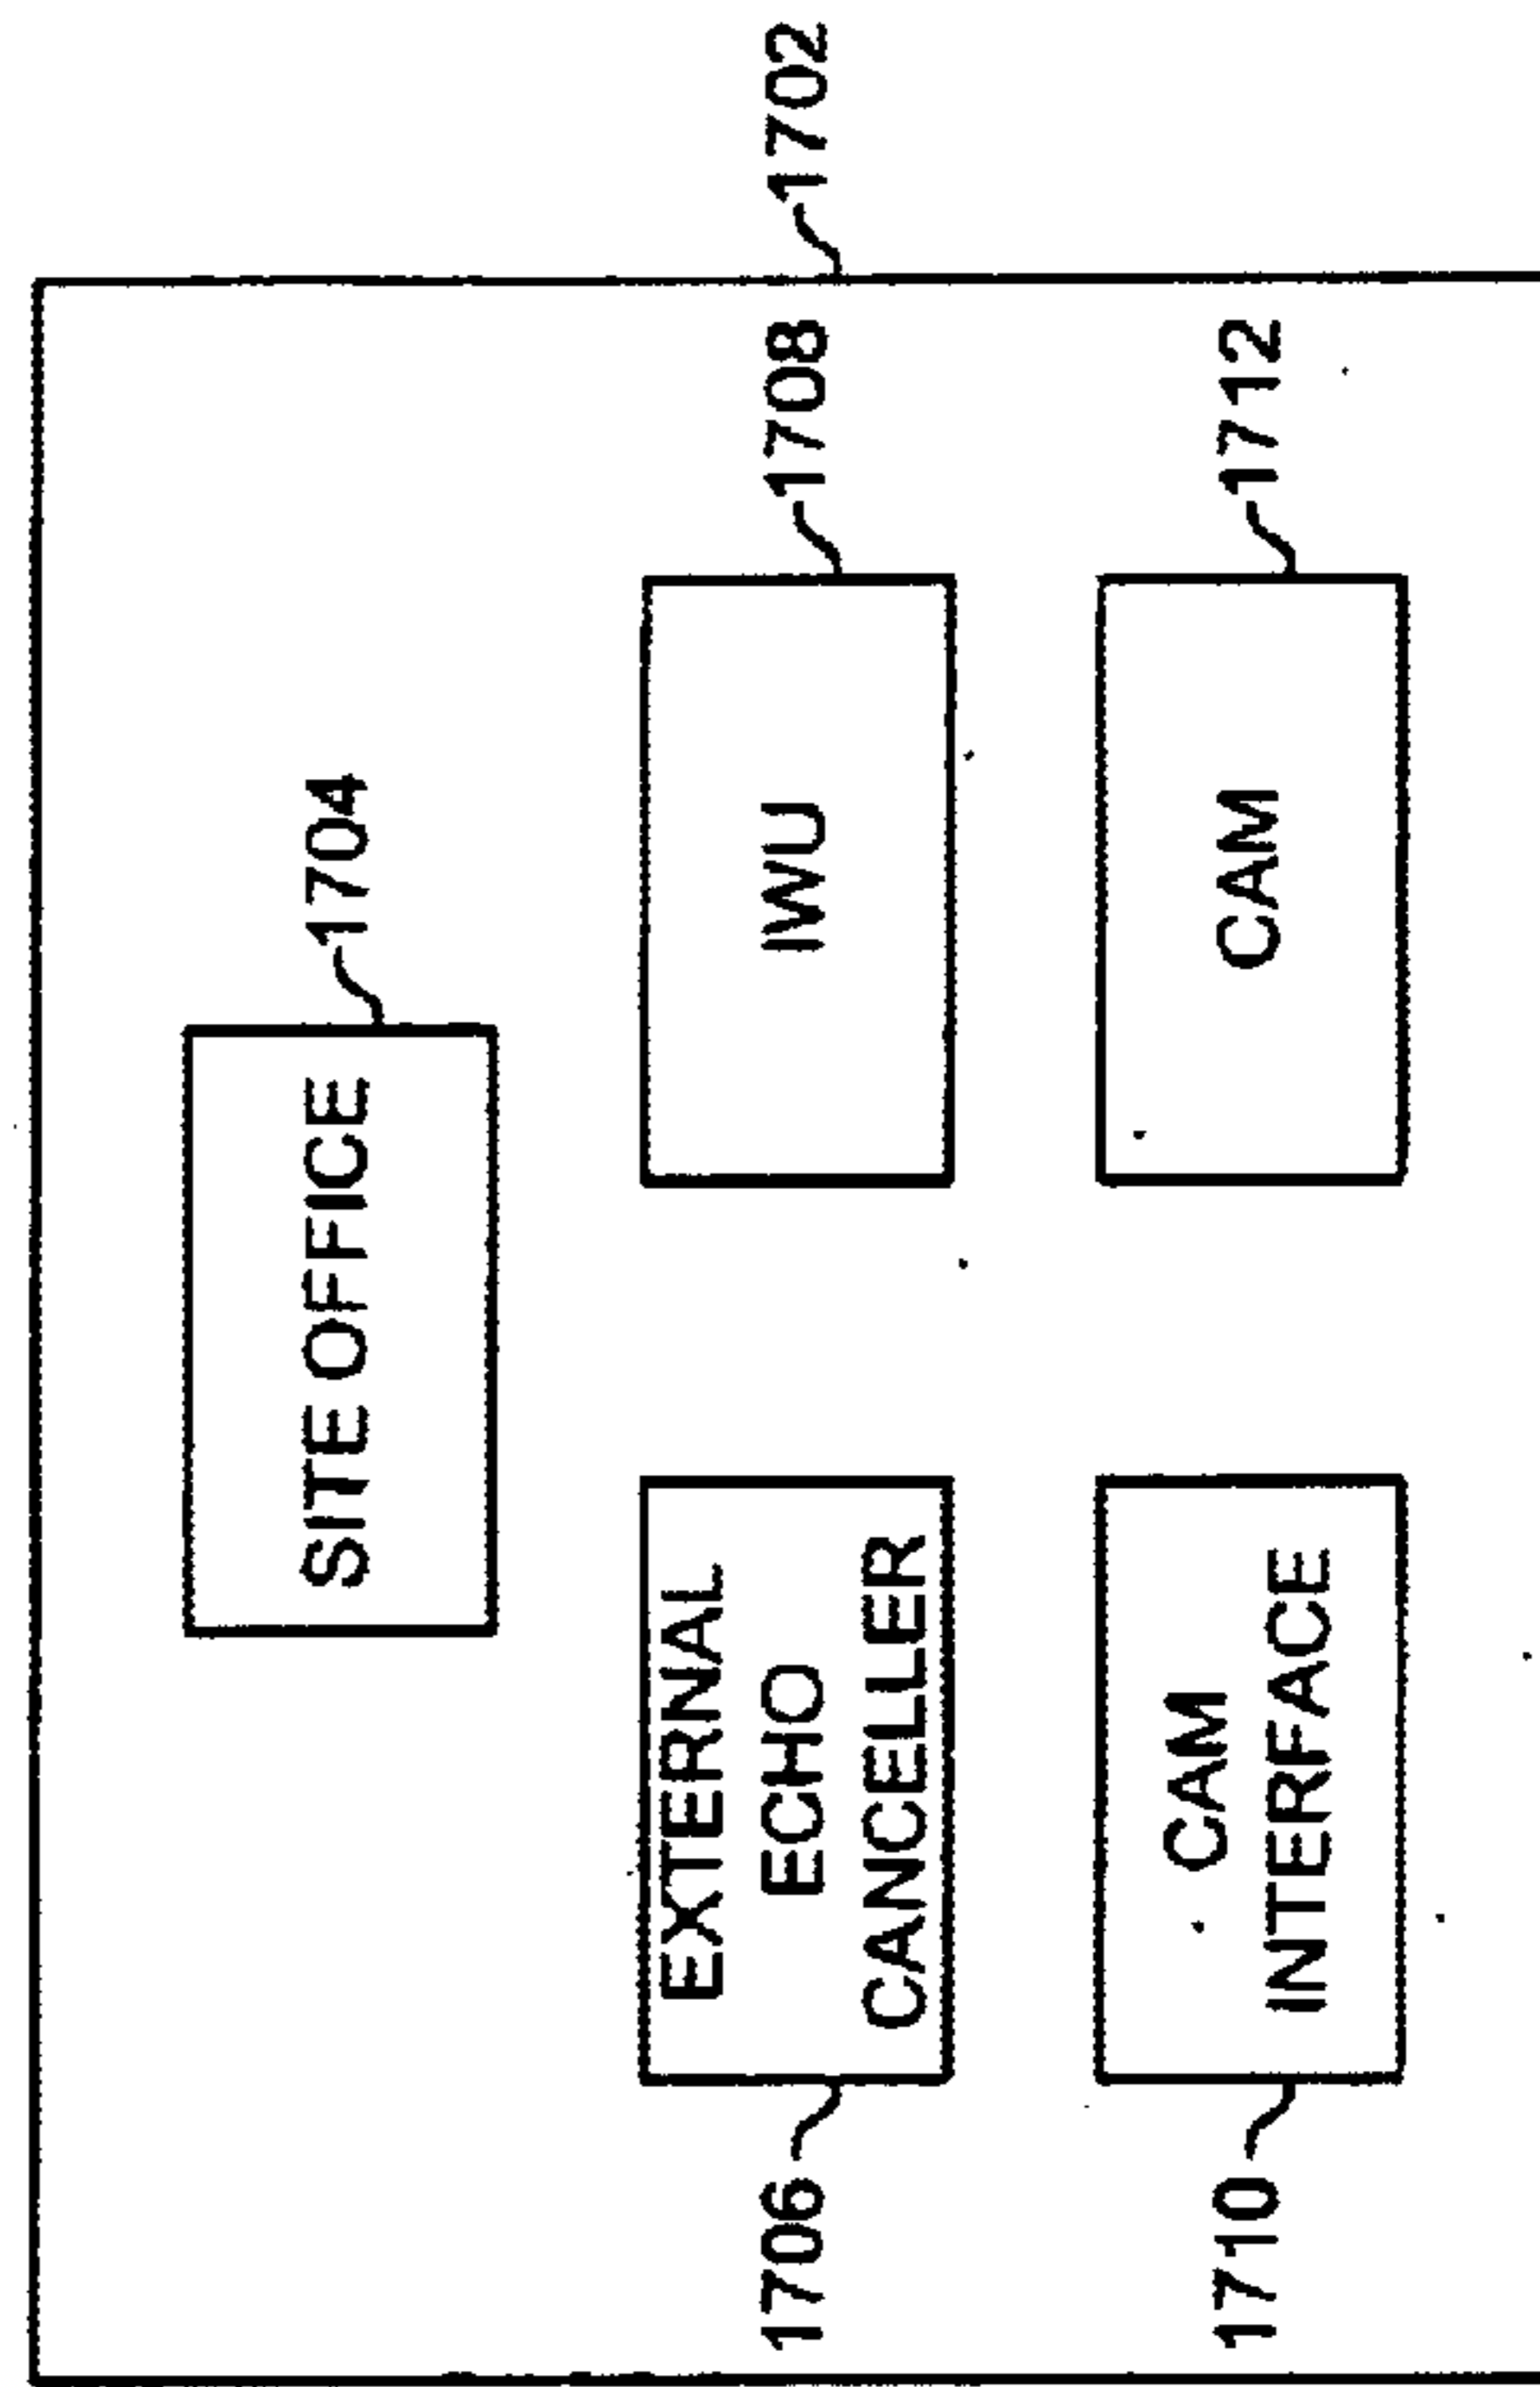 1702
SITE OFFICE
1704
1706
EXTERNAL
ECHO
CANCELLER
IWU
1708
1710
CAM
INTERFACE
CAM
1712